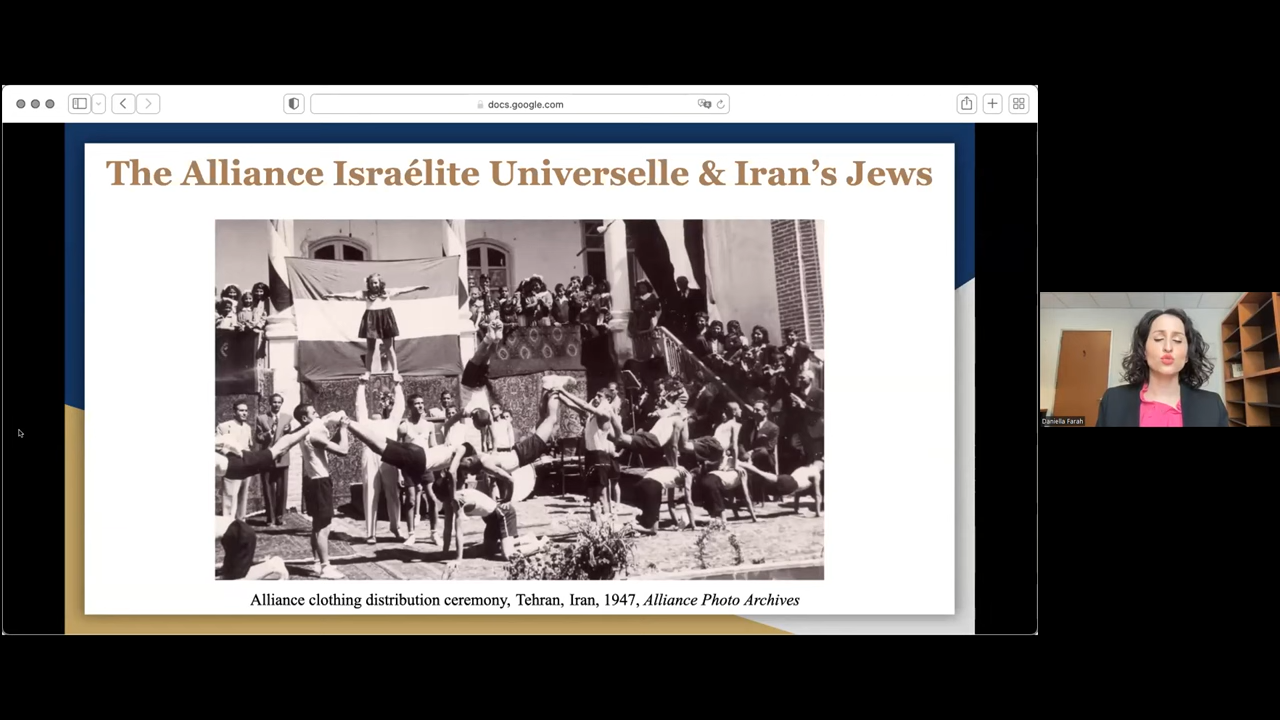 docs.google.com
The Alliance Israélite Universelle & Iran’s Jews
Alliance clothing distribution ceremony, Tehran, Iran, 1947, Alliance Photo Archives
Daniella Farah